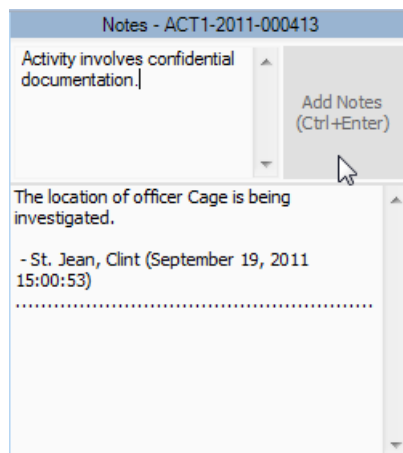 Notes - ACT1-2011-000413
Activity involves confidential
documentation.
Add Notes
(Ctrl+Enter)
The location of officer Cage is being
investigated.
- St. Jean, Clint (September 19, 2011
15:00:53)